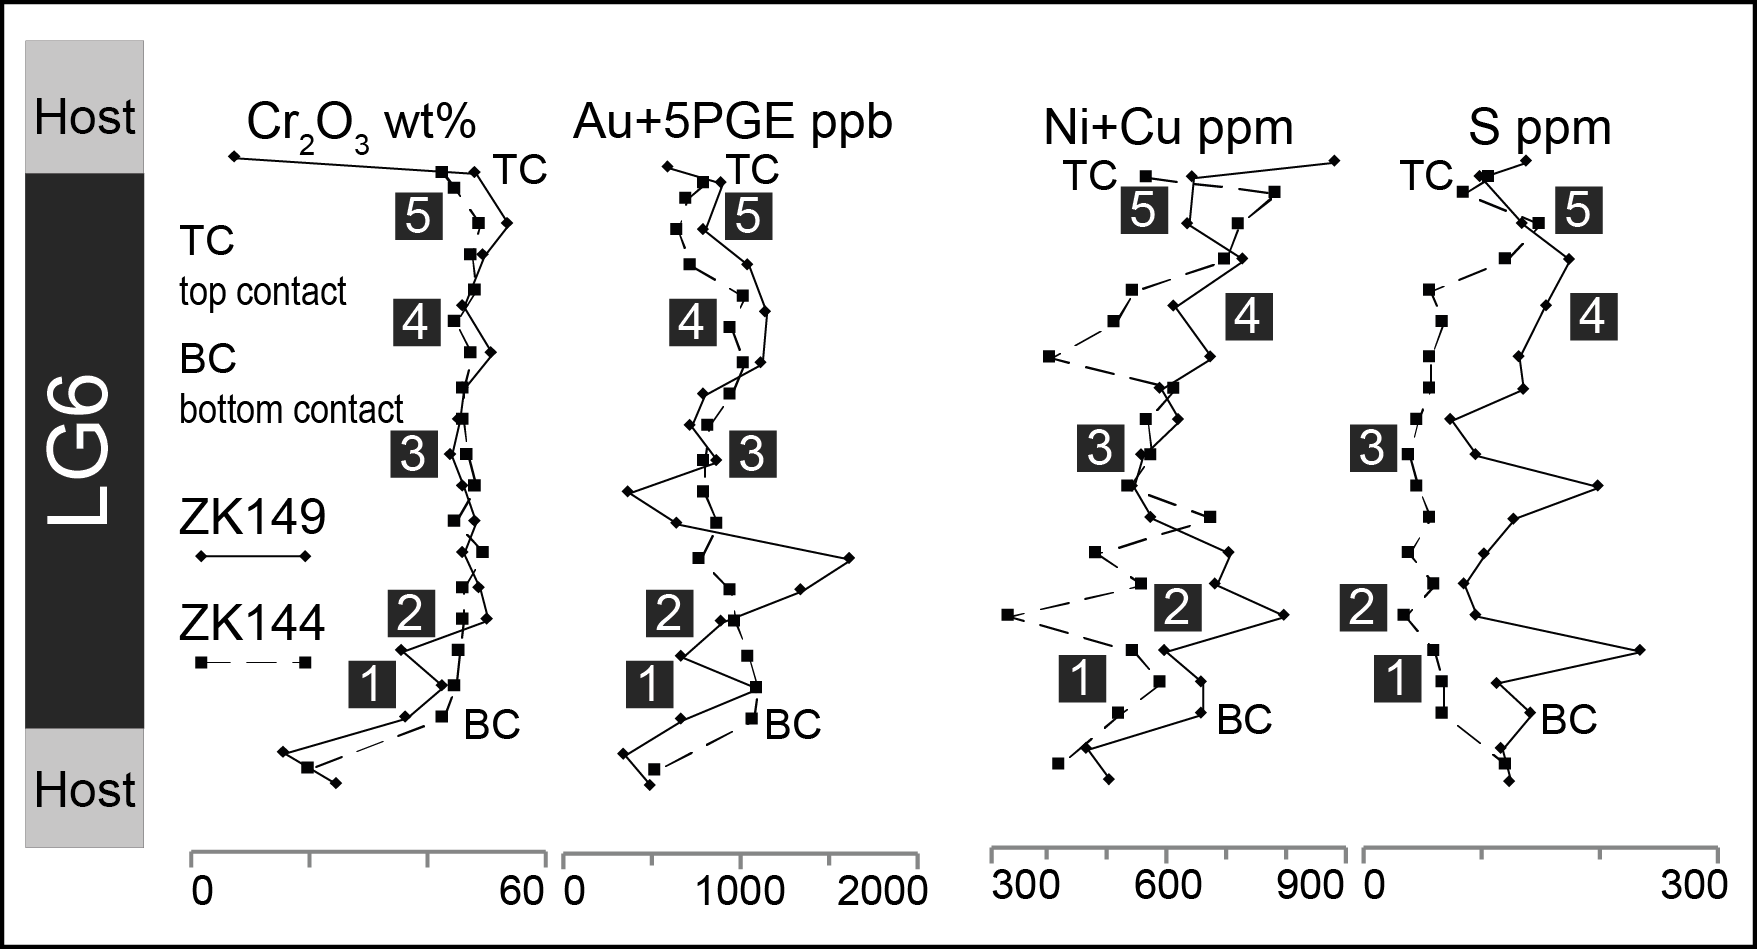 Host
LG6
Host
TC
top contact
BC
bottom contact
ZK149
ZK144
Cr₂O₃ wt%
TC
5
4
3
2
1
BC
0 60
Au+5PGE ppb
TC
5
4
3
2
1
BC
0 1000 2000
Ni+Cu ppm
TC
5
4
3
2
1
BC
300 600 900
S ppm
TC
5
4
3
2
1
BC
0 300